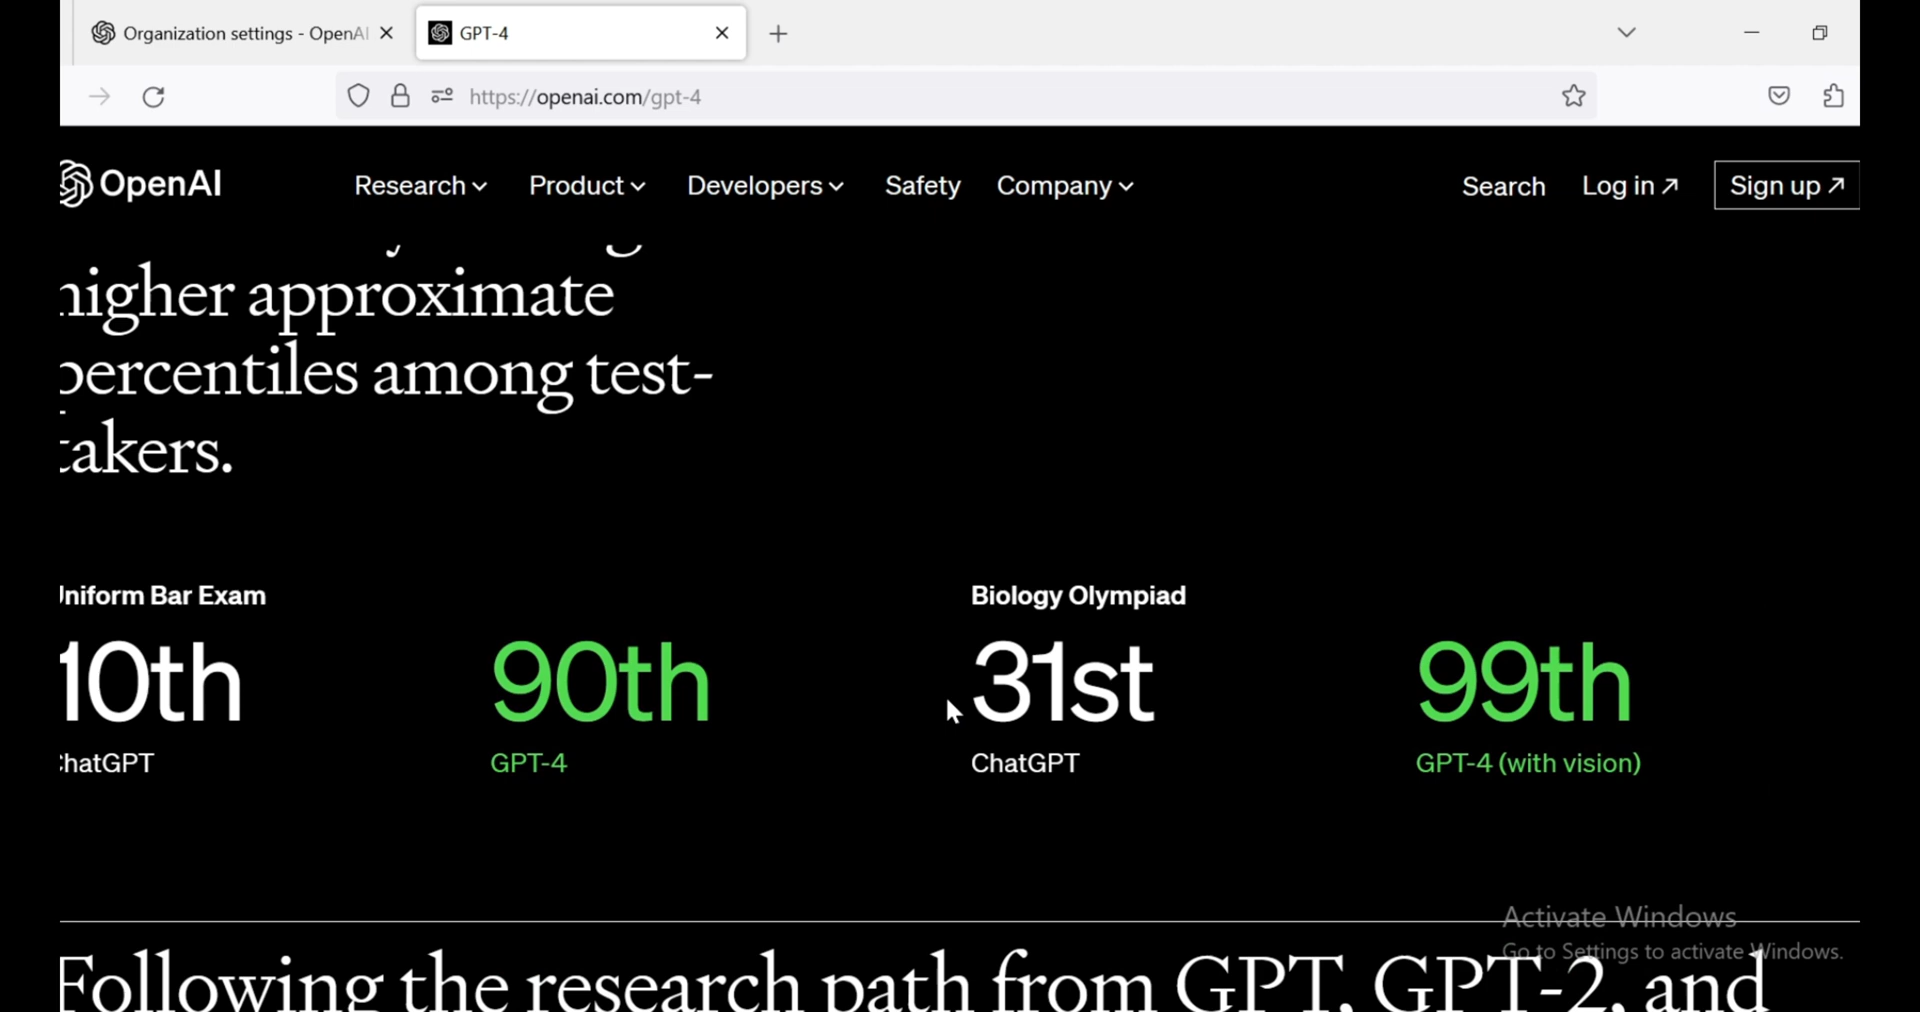 Organization settings - OpenAI
GPT-4
https://openai.com/gpt-4
OpenAI
Research
Product
Developers
Safety
Company
Search
Log in ↗
Sign up ↗
higher approximate
percentiles among test-
takers.
Uniform Bar Exam
Biology Olympiad
10th
90th
31st
99th
ChatGPT
GPT-4
ChatGPT
GPT-4 (with vision)
Activate Windows
Go to Settings to activate Windows.
Following the research path from GPT, GPT-2, and